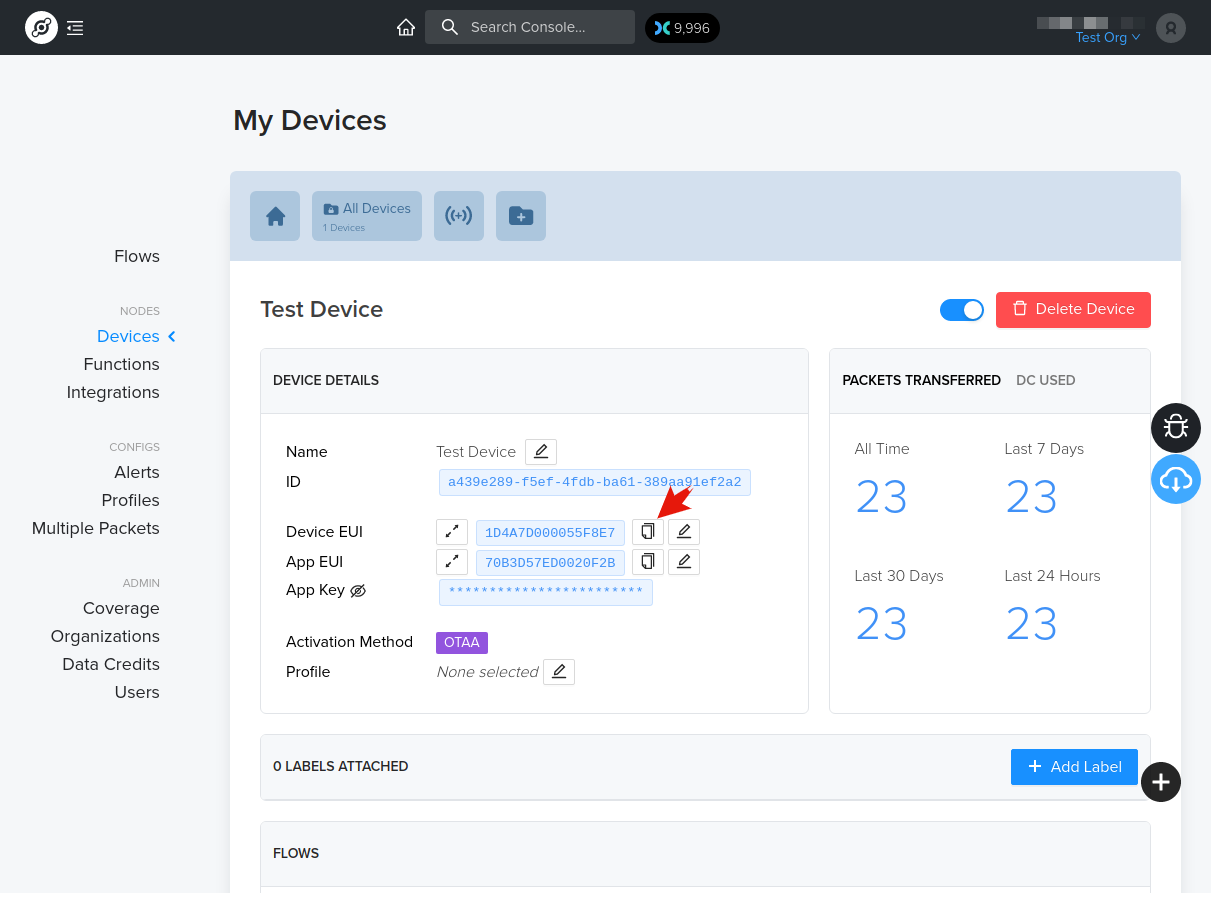 Search Console...
9,996
Test Org
My Devices
All Devices
1 Devices
Flows
NODES
Devices
Functions
Integrations
CONFIGS
Alerts
Profiles
Multiple Packets
ADMIN
Coverage
Organizations
Data Credits
Users
Test Device
Delete Device
DEVICE DETAILS
Name Test Device
ID a439e289-f5ef-4fdb-ba61-389aa91ef2a2
Device EUI 1D4A7D000055F8E7
App EUI 70B3D57ED0020F2B
App Key ************************
Activation Method OTAA
Profile None selected
PACKETS TRANSFERRED DC USED
All Time Last 7 Days
23 23
Last 30 Days Last 24 Hours
23 23
0 LABELS ATTACHED
Add Label
FLOWS